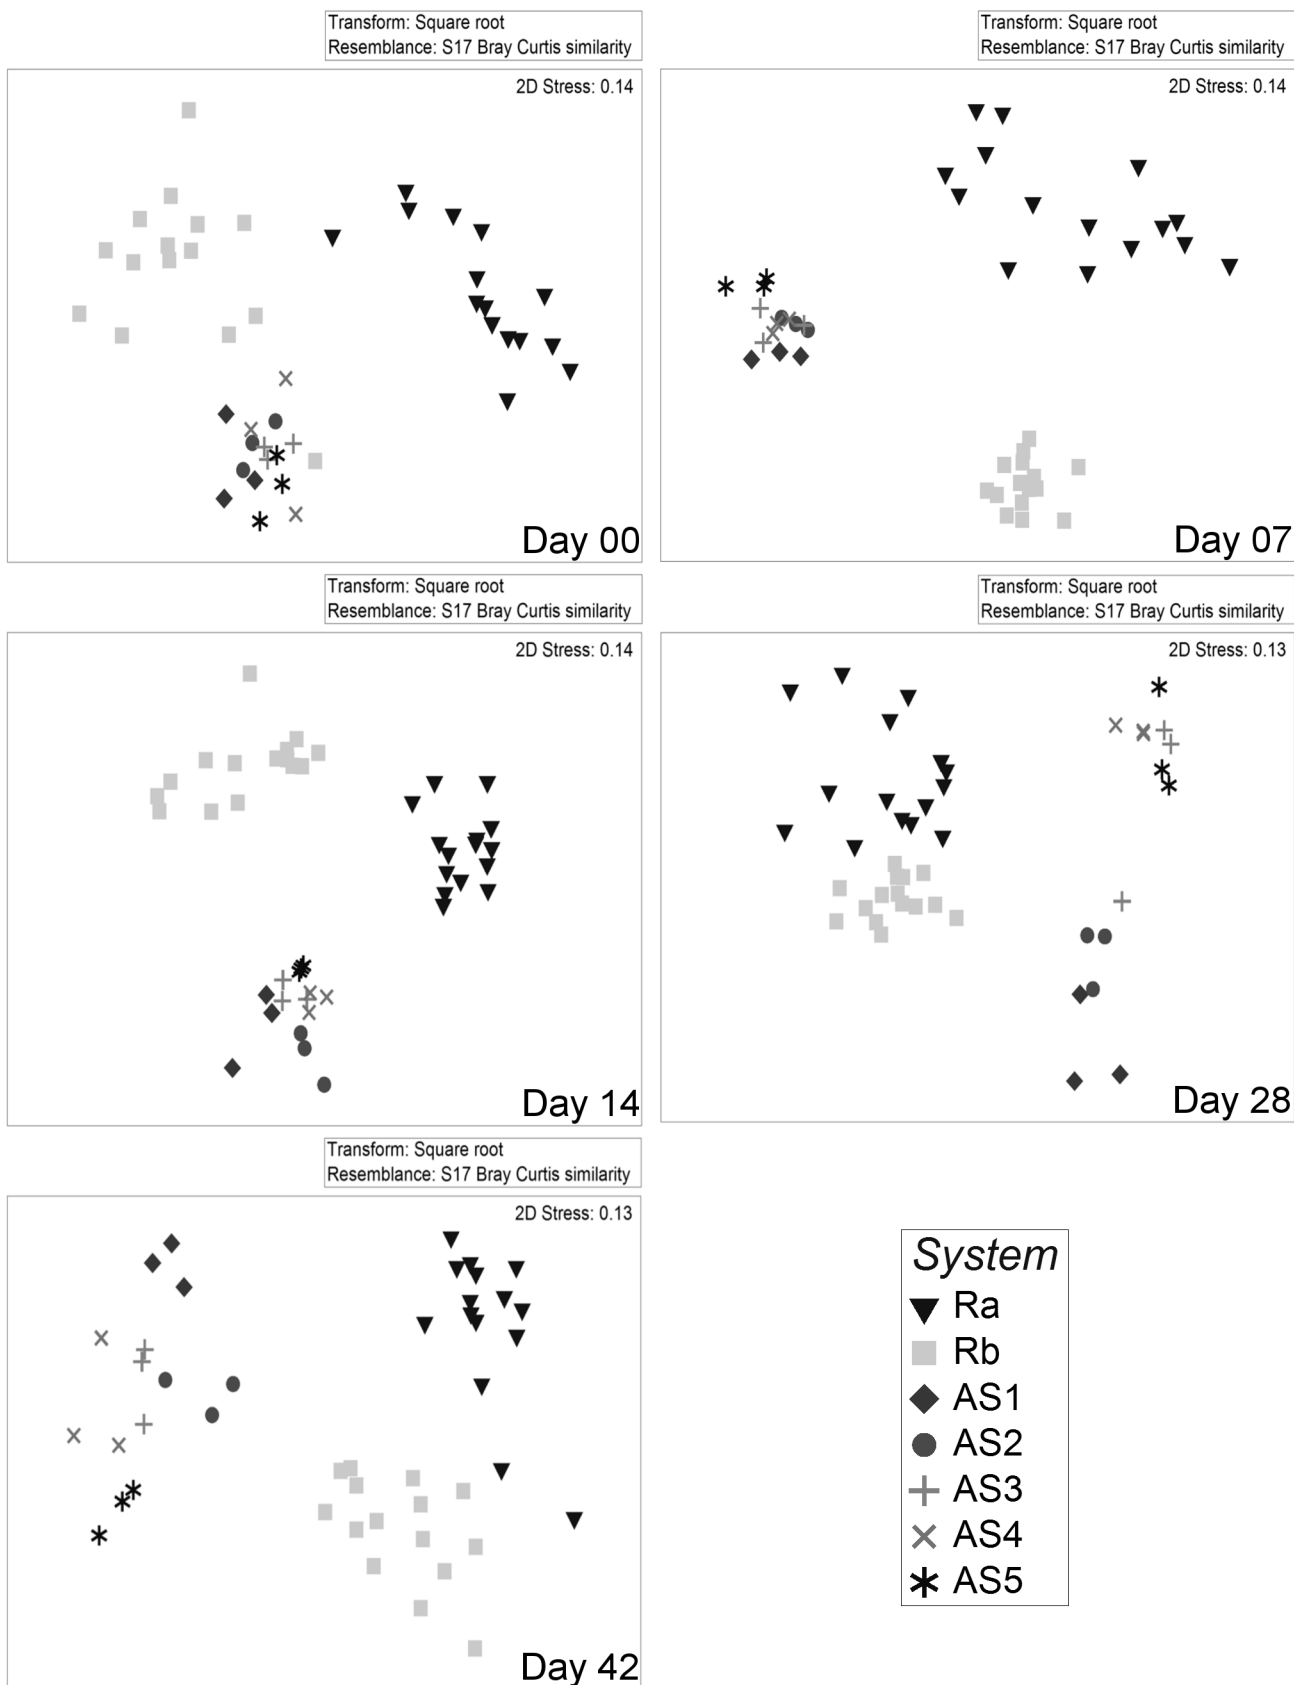 Transform: Square root
Resemblance: S17 Bray Curtis similarity
2D Stress: 0.14
Day 00
Transform: Square root
Resemblance: S17 Bray Curtis similarity
2D Stress: 0.14
Day 07
Transform: Square root
Resemblance: S17 Bray Curtis similarity
2D Stress: 0.14
Day 14
Transform: Square root
Resemblance: S17 Bray Curtis similarity
2D Stress: 0.13
Day 28
Transform: Square root
Resemblance: S17 Bray Curtis similarity
2D Stress: 0.13
Day 42
System
Ra
Rb
AS1
AS2
AS3
AS4
AS5